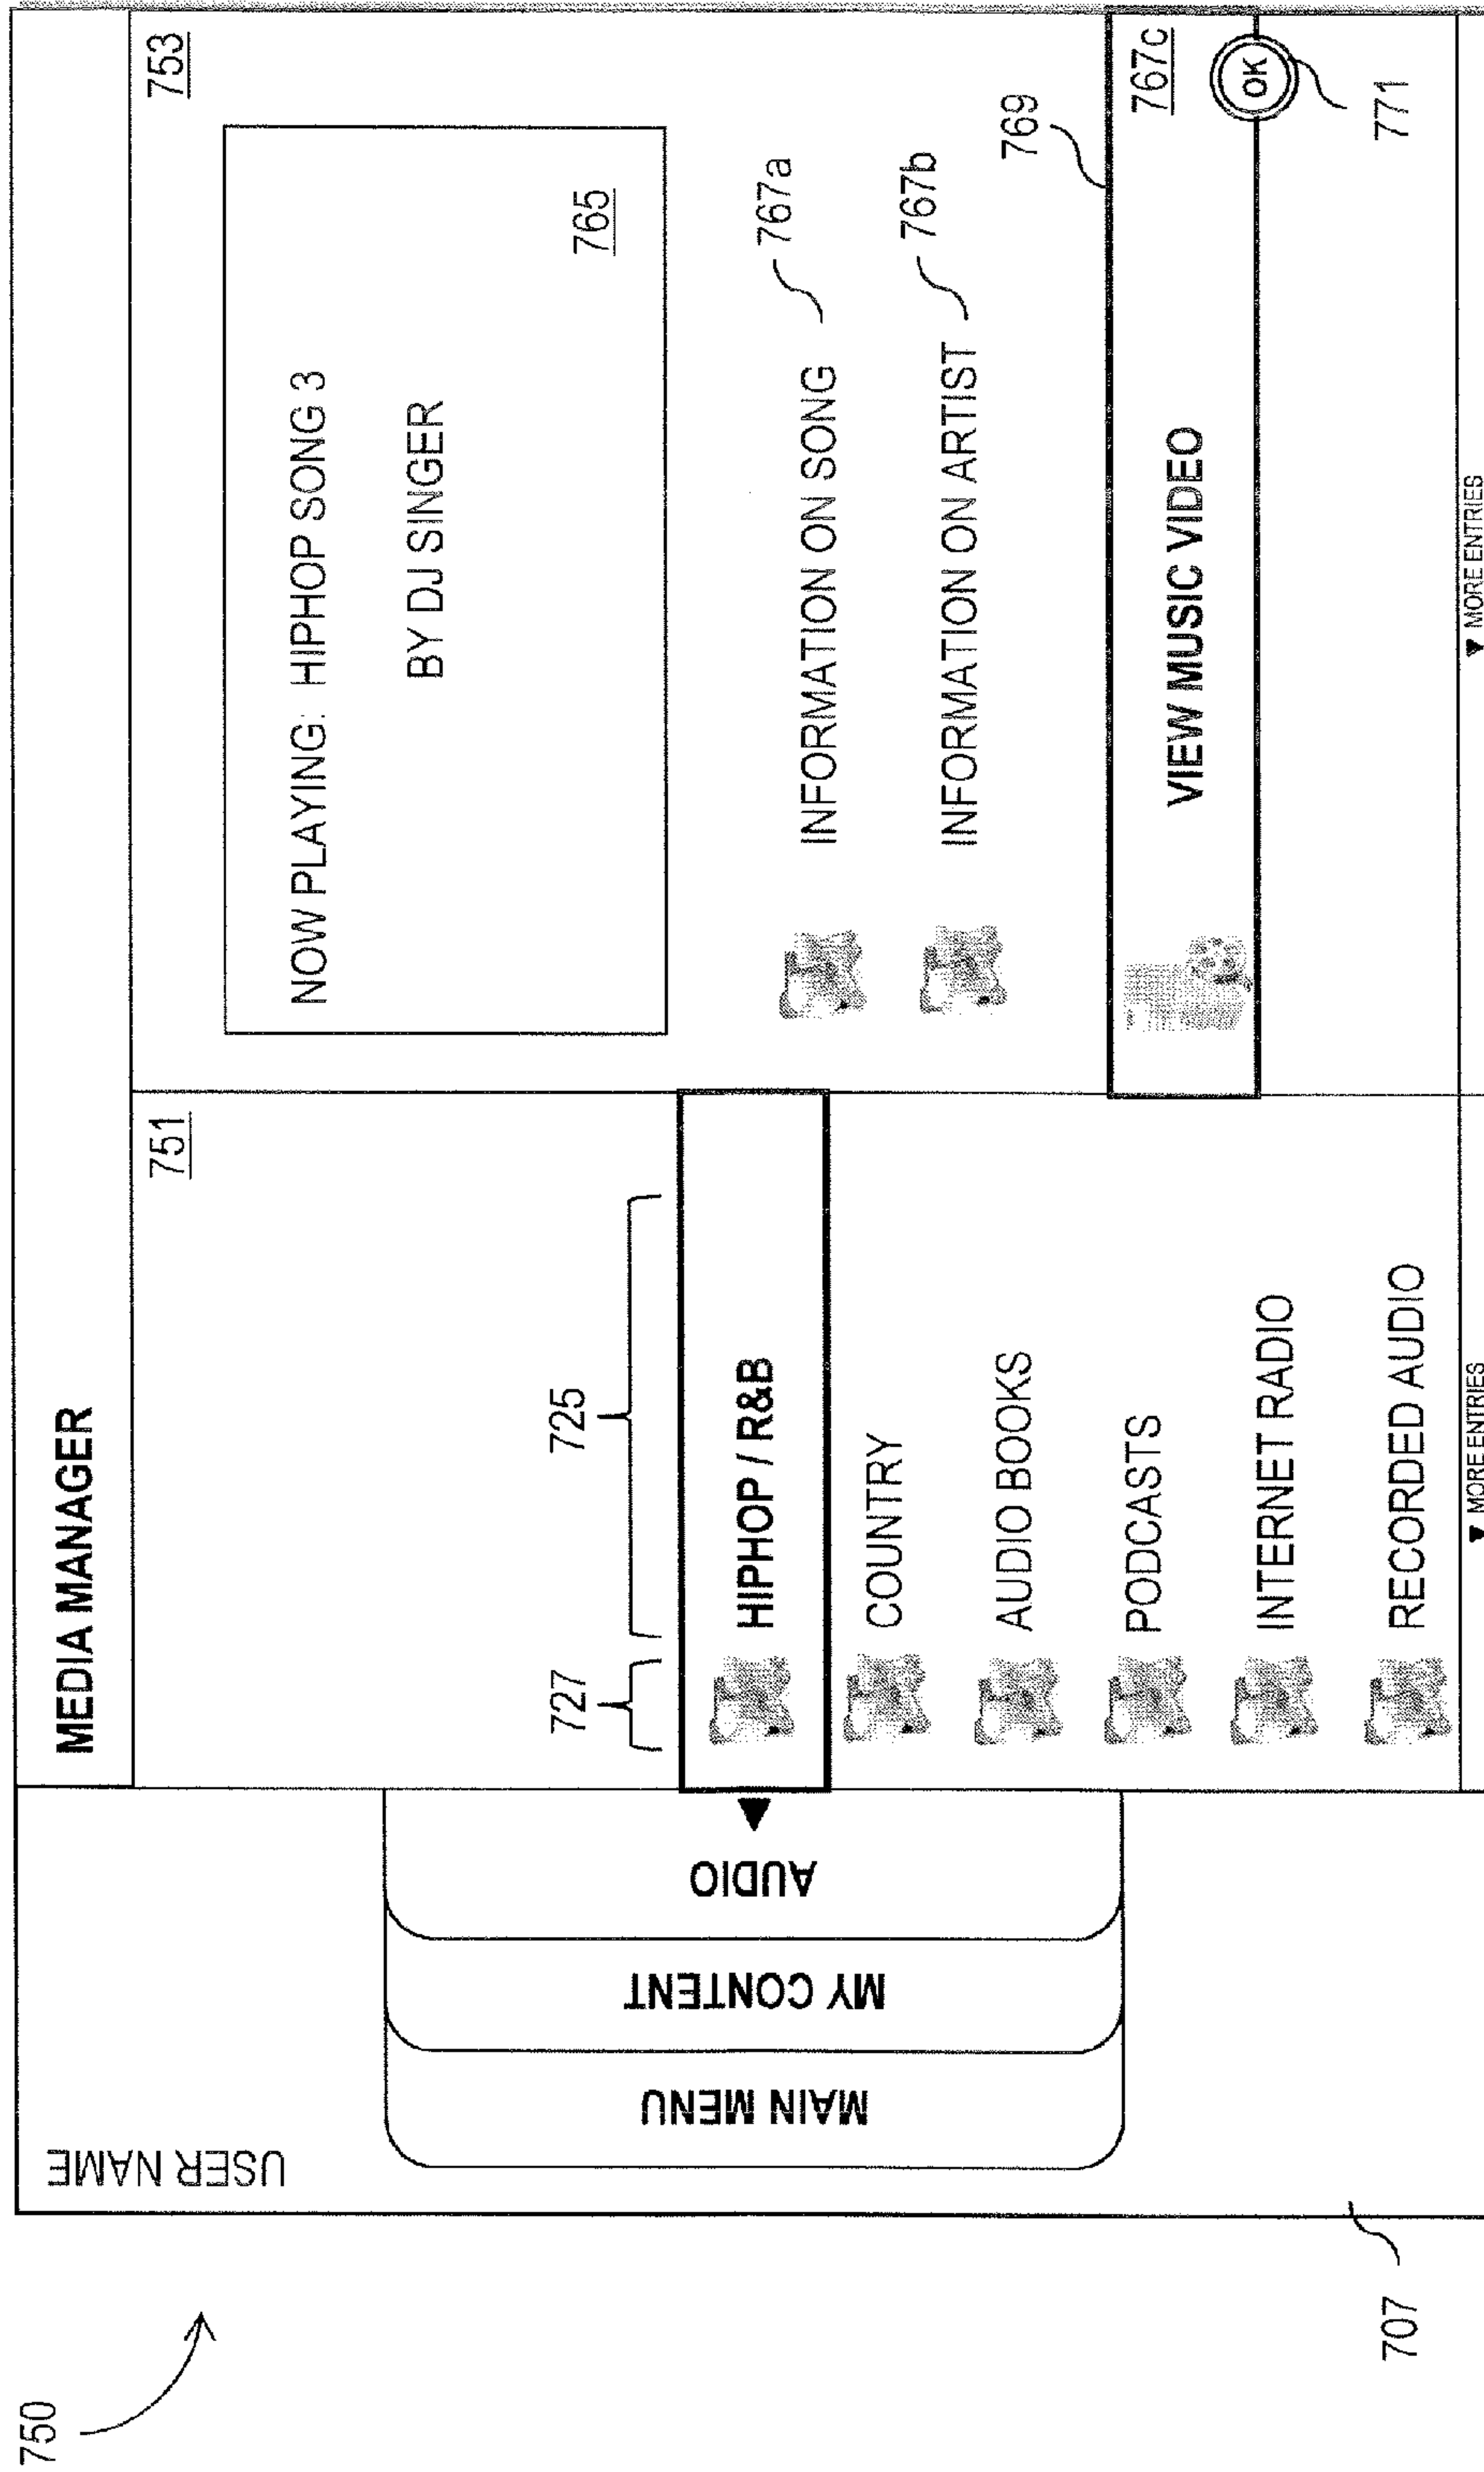 750
USER NAME
MEDIA MANAGER
MAIN MENU
MY CONTENT
AUDIO
751
727
725
HIPHOP / R&B
COUNTRY
AUDIO BOOKS
PODCASTS
INTERNET RADIO
RECORDED AUDIO
▼ MORE ENTRIES
753
NOW PLAYING: HIPHOP SONG 3
BY DJ SINGER
765
INFORMATION ON SONG
767a
INFORMATION ON ARTIST
767b
769
VIEW MUSIC VIDEO
767c
OK
771
▼ MORE ENTRIES
707